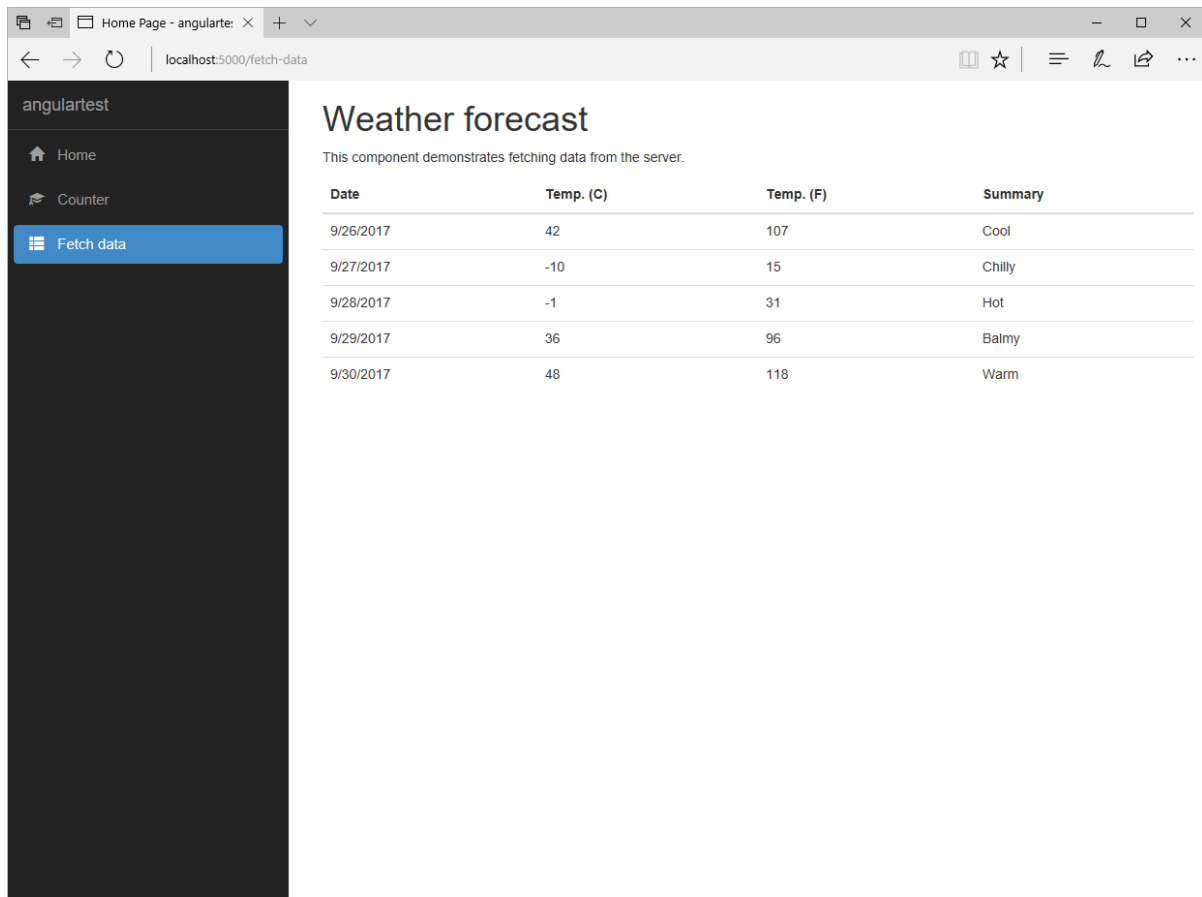 Home Page - angularte:
localhost:5000/fetch-data
angulartest
Home
Counter
Fetch data
Weather forecast
This component demonstrates fetching data from the server.
Date Temp. (C) Temp. (F) Summary
9/26/2017 42 107 Cool
9/27/2017 -10 15 Chilly
9/28/2017 -1 31 Hot
9/29/2017 36 96 Balmy
9/30/2017 48 118 Warm